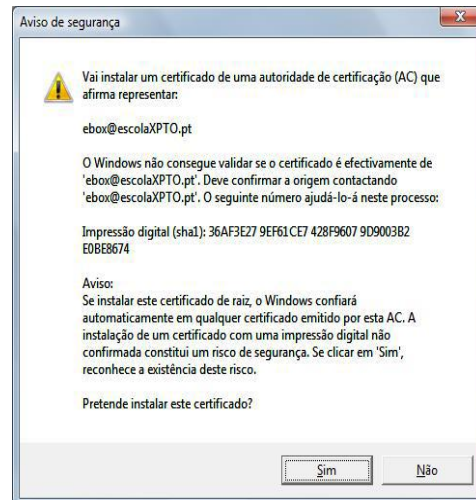 Aviso de segurança
Vai instalar um certificado de uma autoridade de certificação (AC) que
afirma representar:
ebox@escolaXPTO.pt
O Windows não consegue validar se o certificado é efectivamente de
'ebox@escolaXPTO.pt'. Deve confirmar a origem contactando
'ebox@escolaXPTO.pt'. O seguinte número ajudá-lo-á neste processo:
Impressão digital (sha1): 36AF3E27 9EF61CE7 428F9607 9D9003B2
E0BE8674
Aviso:
Se instalar este certificado de raiz, o Windows confiará
automaticamente em qualquer certificado emitido por esta AC. A
instalação de um certificado com uma impressão digital não
confirmada constitui um risco de segurança. Se clicar em 'Sim',
reconhece a existência deste risco.
Pretende instalar este certificado?
Sim Não